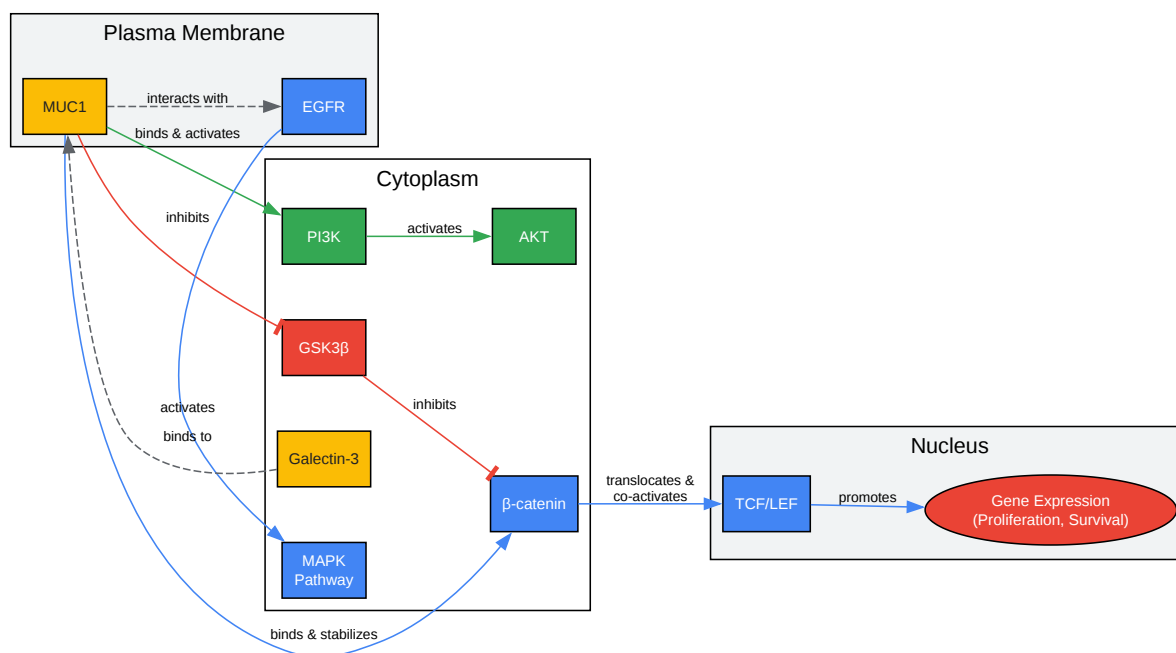 Plasma Membrane
MUC1
interacts with
EGFR
binds & activates
Cytoplasm
inhibits
PI3K
activates
AKT
GSK3β
inhibits
activates
binds to
Galectin-3
β-catenin
translocates &
co-activates
Nucleus
TCF/LEF
promotes
Gene Expression
(Proliferation, Survival)
MAPK
Pathway
binds & stabilizes